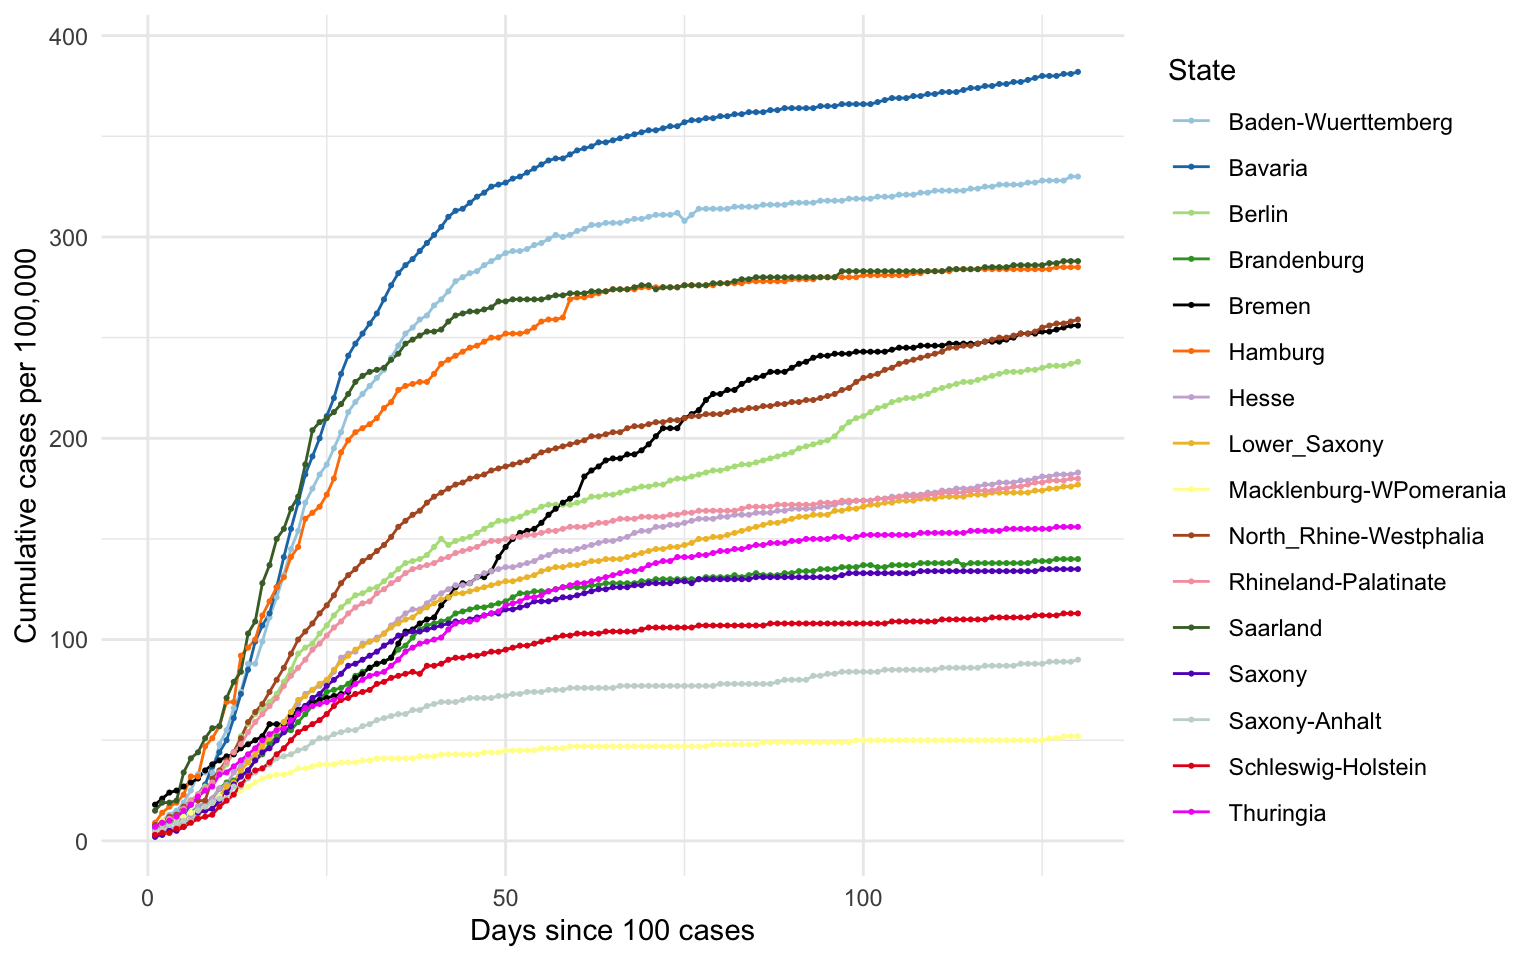 400
300
200
100
0
0
50
100
Cumulative cases per 100,000
Days since 100 cases
State
Baden-Wuerttemberg
Bavaria
Berlin
Brandenburg
Bremen
Hamburg
Hesse
Lower_Saxony
Macklenburg-WPomerania
North_Rhine-Westphalia
Rhineland-Palatinate
Saarland
Saxony
Saxony-Anhalt
Schleswig-Holstein
Thuringia